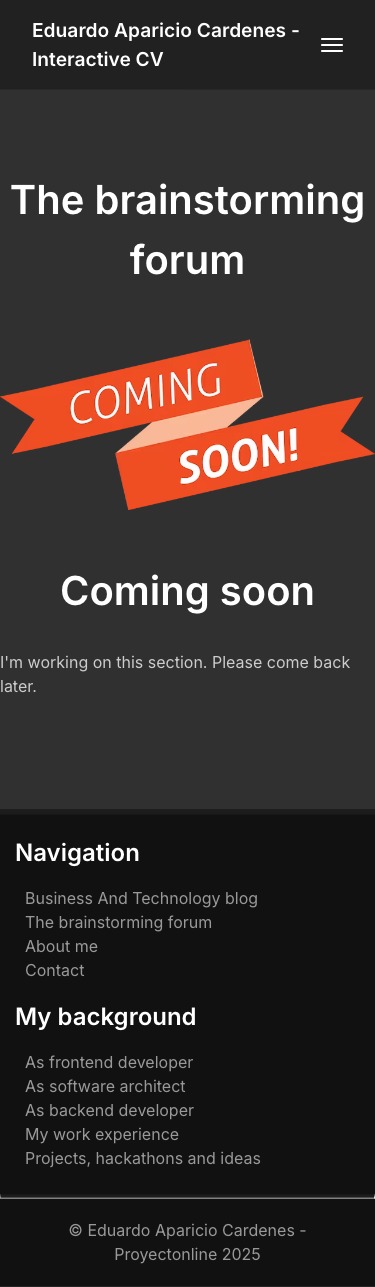 Eduardo Aparicio Cardenes -
Interactive CV
The brainstorming
forum
COMING
SOON!
Coming soon
I'm working on this section. Please come back
later.
Navigation
Business And Technology blog
The brainstorming forum
About me
Contact
My background
As frontend developer
As software architect
As backend developer
My work experience
Projects, hackathons and ideas
© Eduardo Aparicio Cardenes -
Proyectonline 2025